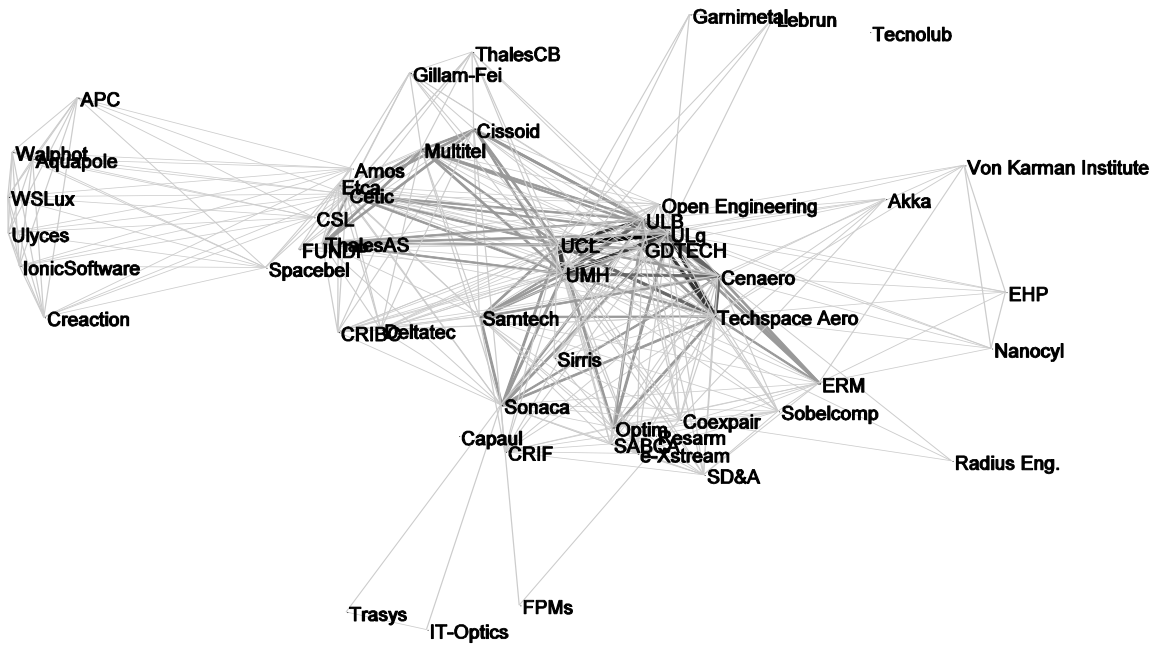 Garnimetal
Lebrun
Tecnolub
ThalesCB
Gillam-Fei
APC
Cissoid
Multitel
Walphot
Aquapole
Von Karman Institute
Amos
Etca
Cetic
WSLux
Akka
Open Engineering
CSL
ULB
Ulyces
ULg
UCL
FUNDP
ThalesAS
GDTECH
IonicSoftware
Spacebel
UMH
Cenaero
EHP
Creaction
Samtech
Techspace Aero
CRIBC
Deltatec
Nanocyl
Sirris
ERM
Sonaca
Sobelcomp
Coexpair
Optim
Capaul
Resarm
SABCA
CRIF
e-Xstream
Radius Eng.
SD&A
FPMs
Trasys
IT-Optics